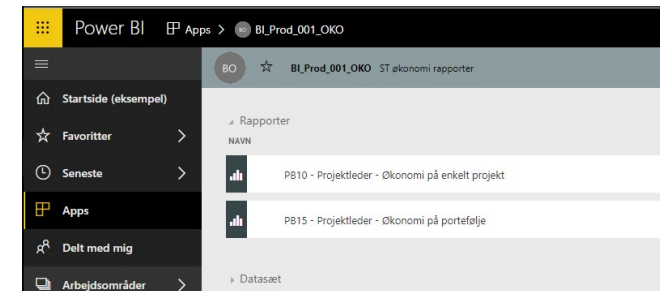 Power BI Apps > BO BI_Prod_001_OKO
BO BI_Prod_001_OKO ST økonomi rapporter
Startside (eksempel)
Favoritter
Seneste
Apps
Delt med mig
Arbejdsområder
Rapporter
NAVN
PB10 - Projektleder - Økonomi på enkelt projekt
PB15 - Projektleder - Økonomi på portefølje
Datasæt